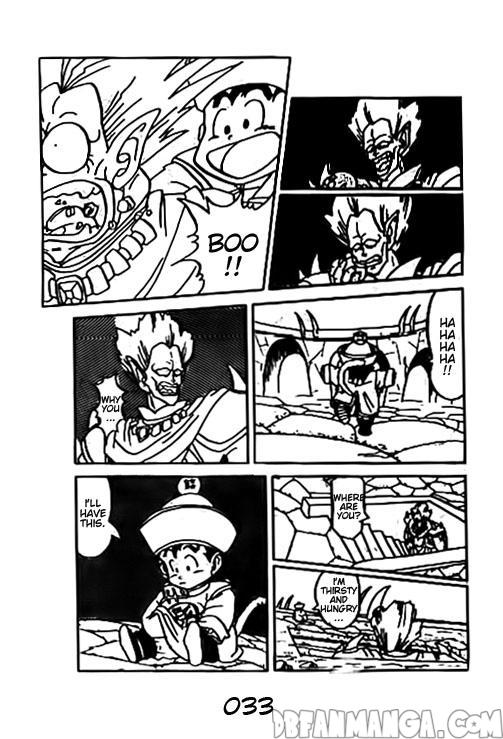 BOO
!!
HA
HA
HA
HA
!!
WHY
YOU
...
I'LL
HAVE
THIS.
WHERE
ARE
YOU?
I'M
THIRSTY
AND
HUNGRY
...
033
DBFANMANGA.COM